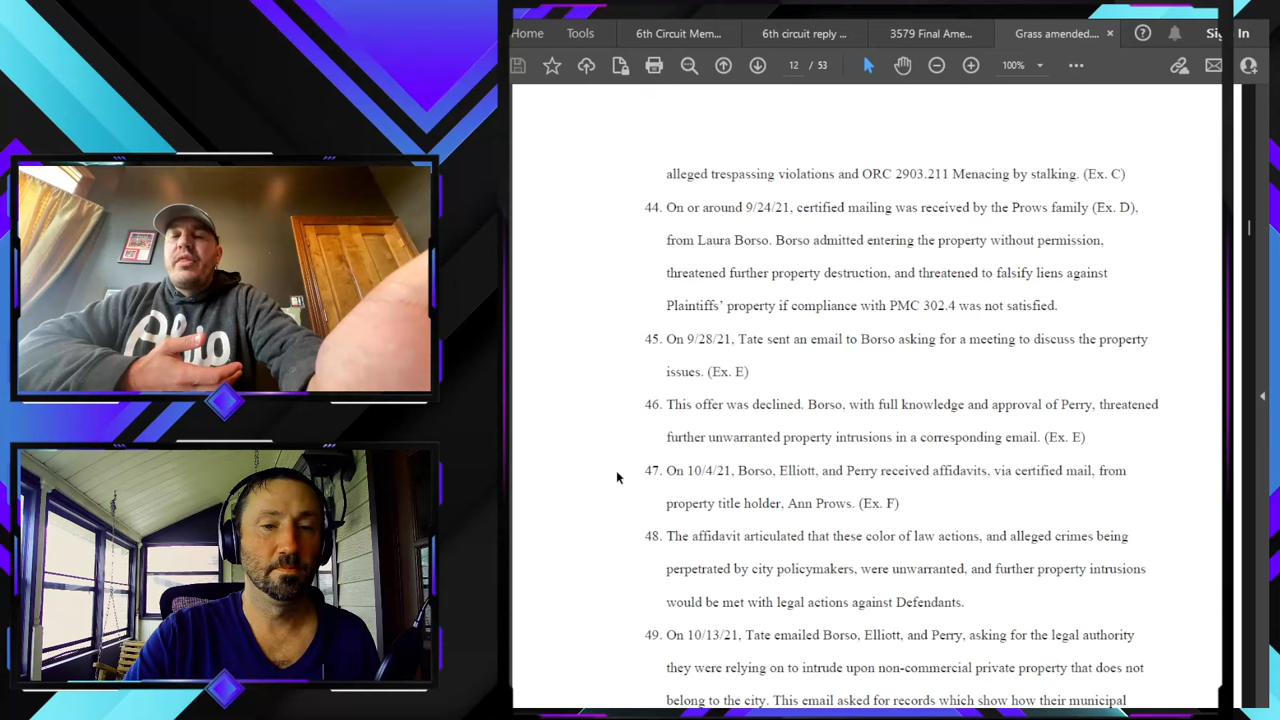 Home
Tools
6th Circuit Mem...
6th circuit reply ...
3579 Final Ame...
Grass amended....
Sign In
12 / 53
100%
alleged trespassing violations and ORC 2903.211 Menacing by stalking. (Ex. C)
44. On or around 9/24/21, certified mailing was received by the Prows family (Ex. D),
from Laura Borso. Borso admitted entering the property without permission,
threatened further property destruction, and threatened to falsify liens against
Plaintiffs’ property if compliance with PMC 302.4 was not satisfied.
45. On 9/28/21, Tate sent an email to Borso asking for a meeting to discuss the property
issues. (Ex. E)
46. This offer was declined. Borso, with full knowledge and approval of Perry, threatened
further unwarranted property intrusions in a corresponding email. (Ex. E)
47. On 10/4/21, Borso, Elliott, and Perry received affidavits, via certified mail, from
property title holder, Ann Prows. (Ex. F)
48. The affidavit articulated that these color of law actions, and alleged crimes being
perpetrated by city policymakers, were unwarranted, and further property intrusions
would be met with legal actions against Defendants.
49. On 10/13/21, Tate emailed Borso, Elliott, and Perry, asking for the legal authority
they were relying on to intrude upon non-commercial private property that does not
belong to the city. This email asked for records which show how their municipal